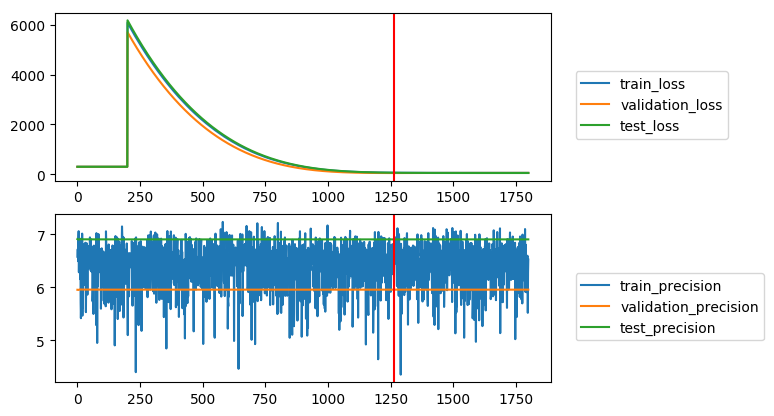 6000
4000
2000
0
0 250 500 750 1000 1250 1500 1750
train_loss
validation_loss
test_loss
7
6
5
0 250 500 750 1000 1250 1500 1750
train_precision
validation_precision
test_precision